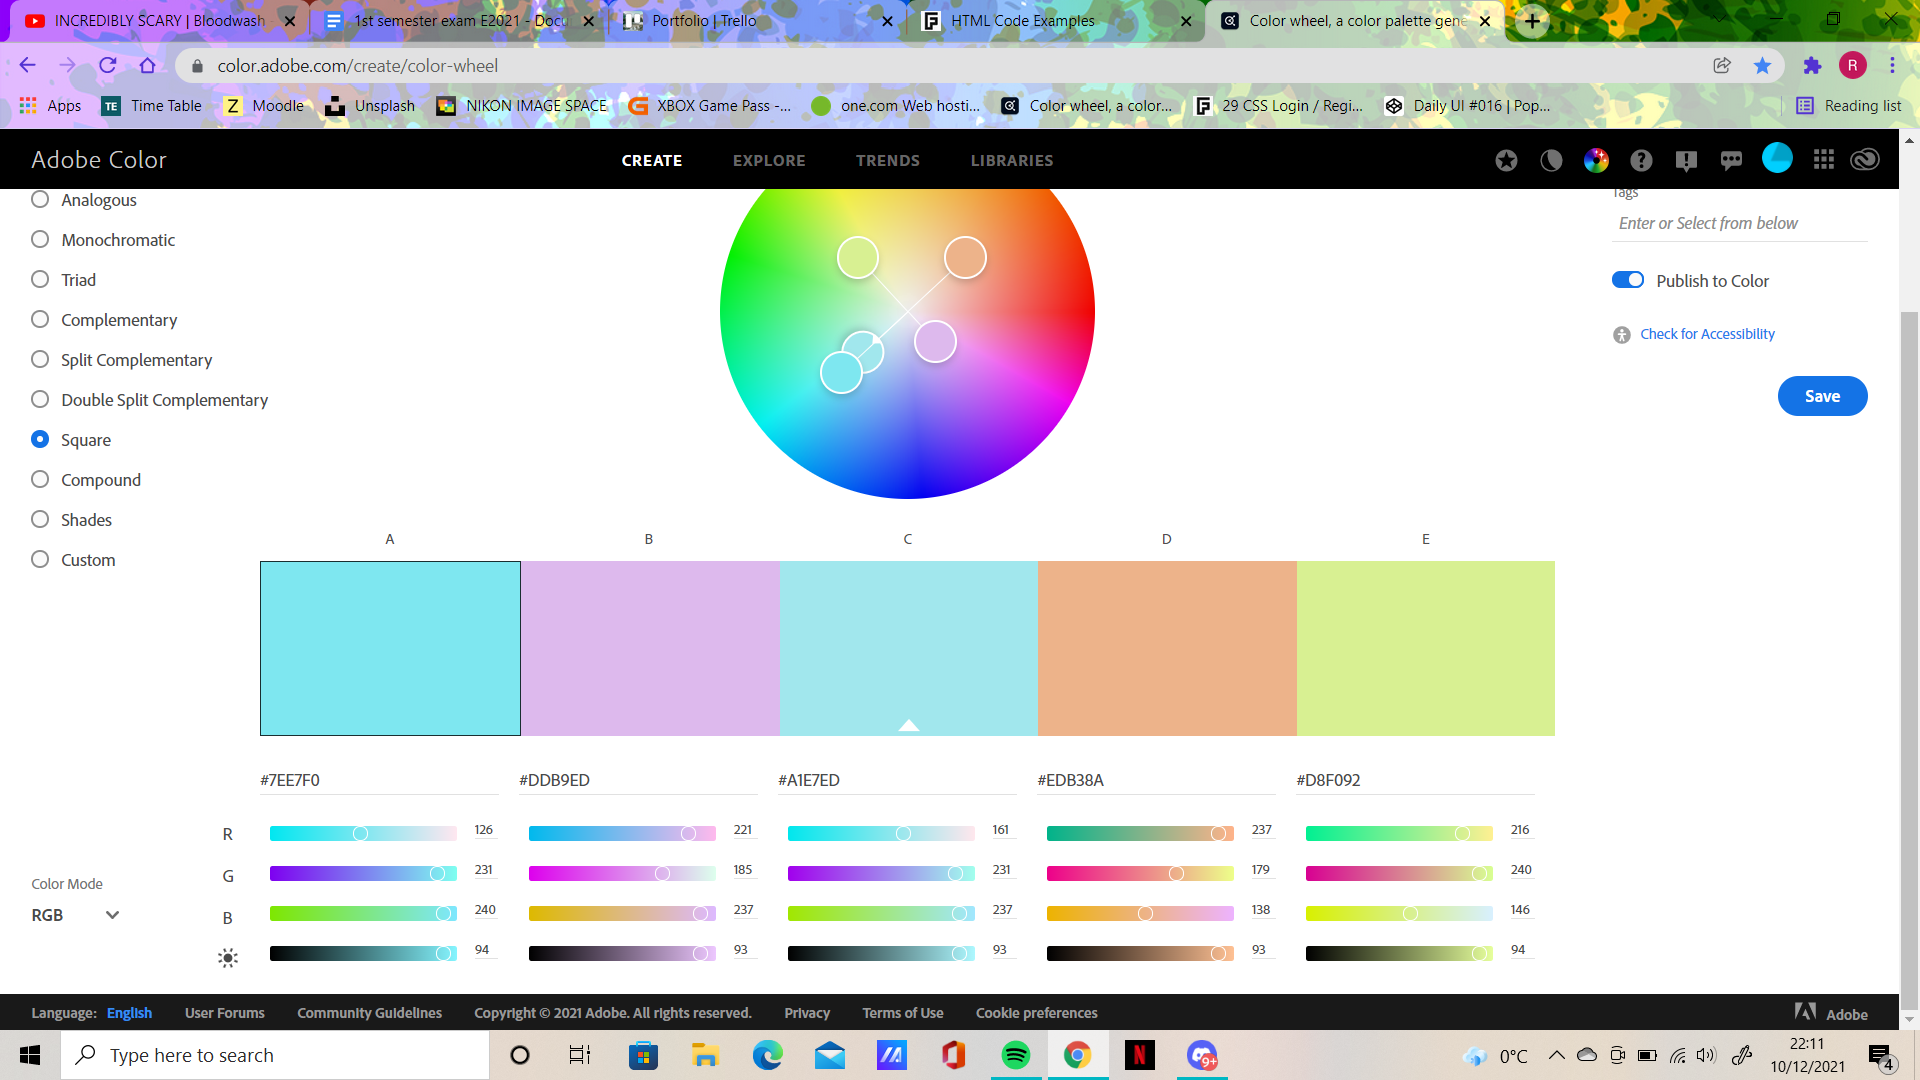 INCREDIBLY SCARY | Bloodwash
1st semester exam E2021 - Docu
Portfolio | Trello
HTML Code Examples
Color wheel, a color palette gene
color.adobe.com/create/color-wheel
R
Apps
TE
Time Table
Z
Moodle
Unsplash
NIKON IMAGE SPACE
XBOX Game Pass -...
one.com Web hosti...
Color wheel, a color...
29 CSS Login / Regi...
Daily UI #016 | Pop...
Reading list
Adobe Color
CREATE
EXPLORE
TRENDS
LIBRARIES
Analogous
Monochromatic
Triad
Complementary
Split Complementary
Double Split Complementary
Square
Compound
Shades
Custom
Tags
Enter or Select from below
Publish to Color
Check for Accessibility
Save
A B C D E
#7EE7F0 #DDB9ED #A1E7ED #EDB38A #D8F092
R 126 221 161 237 216
G 231 185 231 179 240
B 240 237 237 138 146
94 93 93 93 94
Color Mode
RGB
Language: English User Forums Community Guidelines Copyright © 2021 Adobe. All rights reserved. Privacy Terms of Use Cookie preferences Adobe
Type here to search
N
9+
0°C
22:11
10/12/2021
4